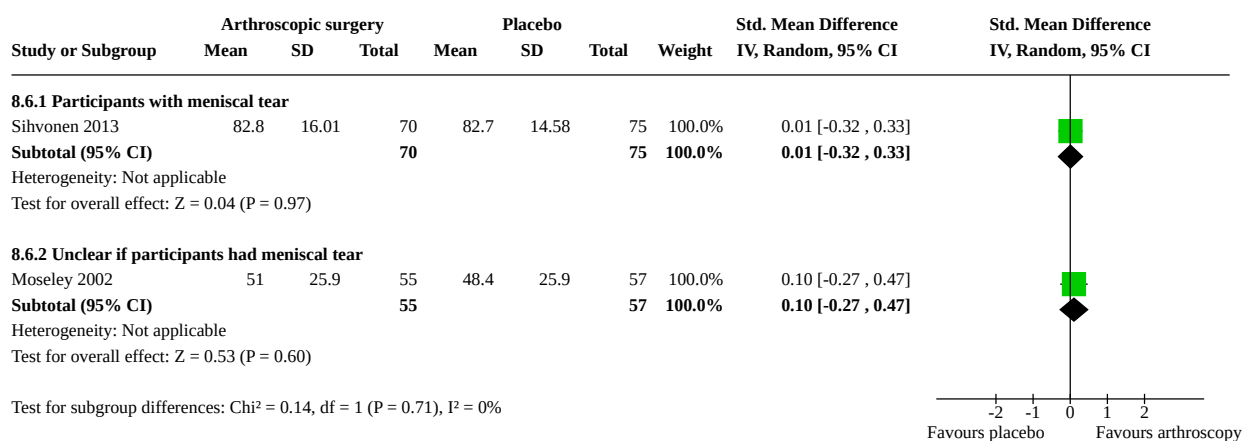 Arthroscopic surgery Placebo Std. Mean Difference Std. Mean Difference
Study or Subgroup Mean SD Total Mean SD Total Weight IV, Random, 95% CI IV, Random, 95% CI
8.6.1 Participants with meniscal tear
Sihvonen 2013 82.8 16.01 70 82.7 14.58 75 100.0% 0.01 [-0.32 , 0.33]
Subtotal (95% CI) 70 75 100.0% 0.01 [-0.32 , 0.33]
Heterogeneity: Not applicable
Test for overall effect: Z = 0.04 (P = 0.97)
8.6.2 Unclear if participants had meniscal tear
Moseley 2002 51 25.9 55 48.4 25.9 57 100.0% 0.10 [-0.27 , 0.47]
Subtotal (95% CI) 55 57 100.0% 0.10 [-0.27 , 0.47]
Heterogeneity: Not applicable
Test for overall effect: Z = 0.53 (P = 0.60)
Test for subgroup differences: Chi² = 0.14, df = 1 (P = 0.71), I² = 0%
-2 -1 0 1 2
Favours placebo Favours arthroscopy